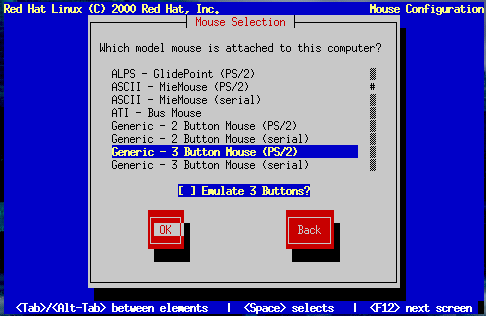 Red Hat Linux (C) 2000 Red Hat, Inc. Mouse Configuration
Mouse Selection
Which model mouse is attached to this computer?
ALPS - GlidePoint (PS/2)
ASCII - MieMouse (PS/2)
ASCII - MieMouse (serial)
ATI - Bus Mouse
Generic - 2 Button Mouse (PS/2)
Generic - 2 Button Mouse (serial)
Generic - 3 Button Mouse (PS/2)
Generic - 3 Button Mouse (serial)
[ ] Emulate 3 Buttons?
OK Back
<Tab>/<Alt-Tab> between elements | <Space> selects | <F12> next screen